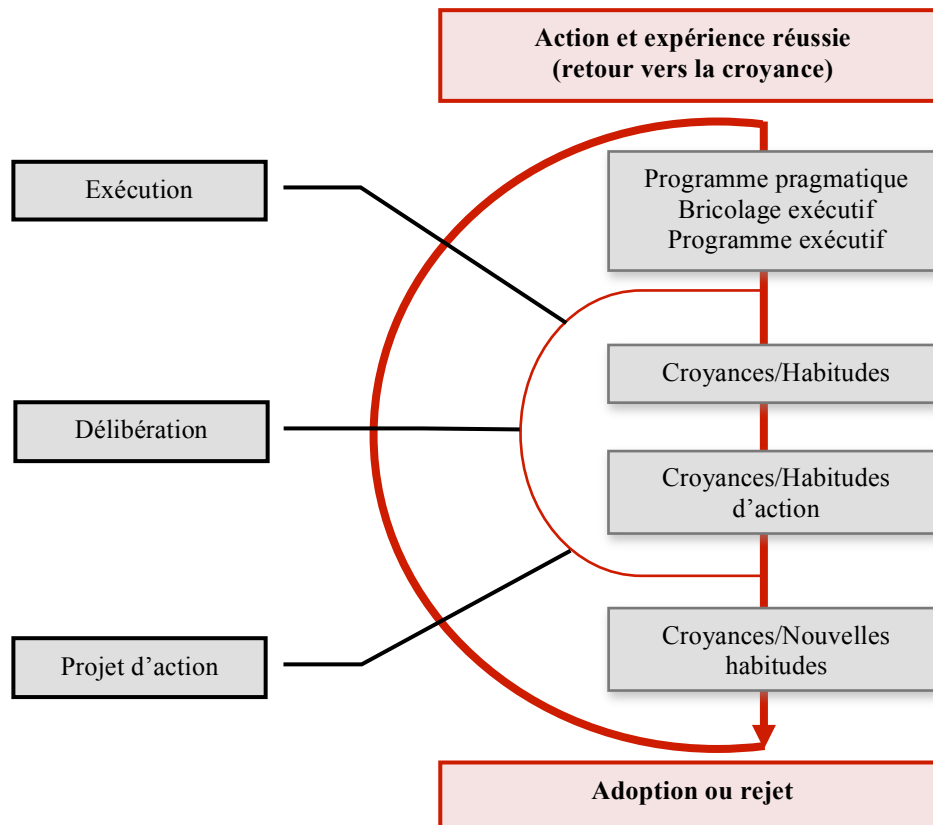 Action et expérience réussie
(retour vers la croyance)
Exécution
Programme pragmatique
Bricolage exécutif
Programme exécutif
Croyances/Habitudes
Délibération
Croyances/Habitudes
d’action
Projet d’action
Croyances/Nouvelles
habitudes
Adoption ou rejet